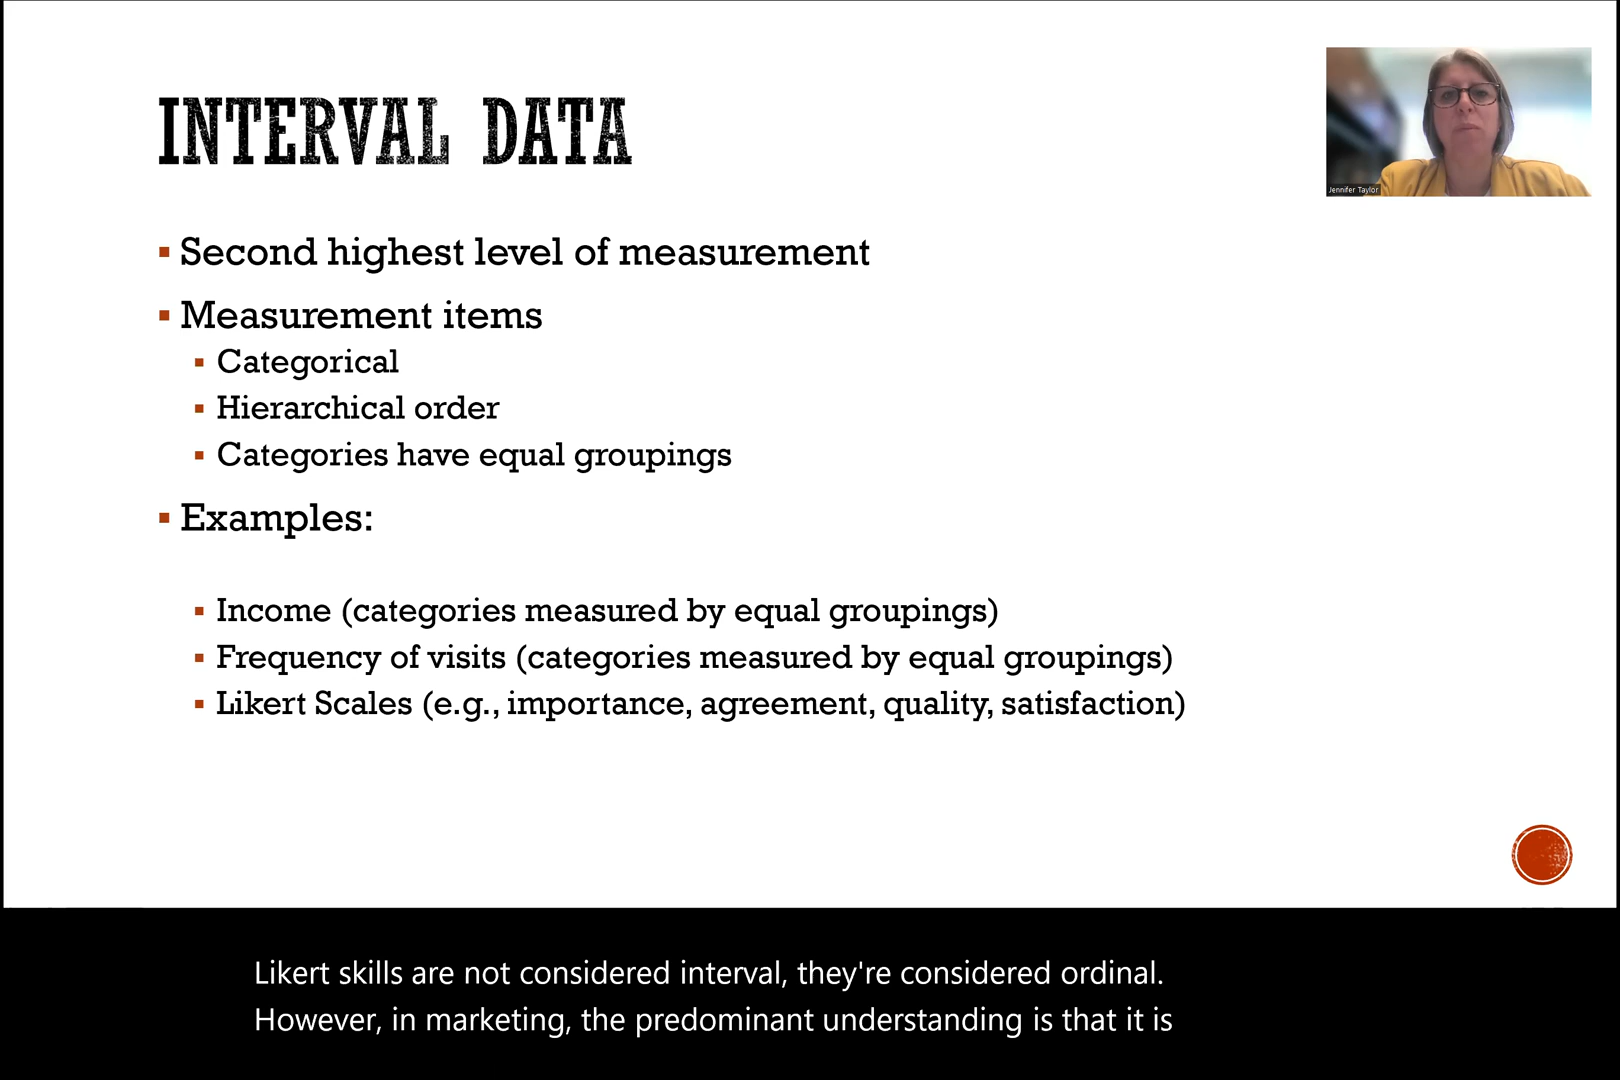 INTERVAL DATA
Jennifer Taylor
Second highest level of measurement
Measurement items
Categorical
Hierarchical order
Categories have equal groupings
Examples:
Income (categories measured by equal groupings)
Frequency of visits (categories measured by equal groupings)
Likert Scales (e.g., importance, agreement, quality, satisfaction)
Likert skills are not considered interval, they're considered ordinal.
However, in marketing, the predominant understanding is that it is